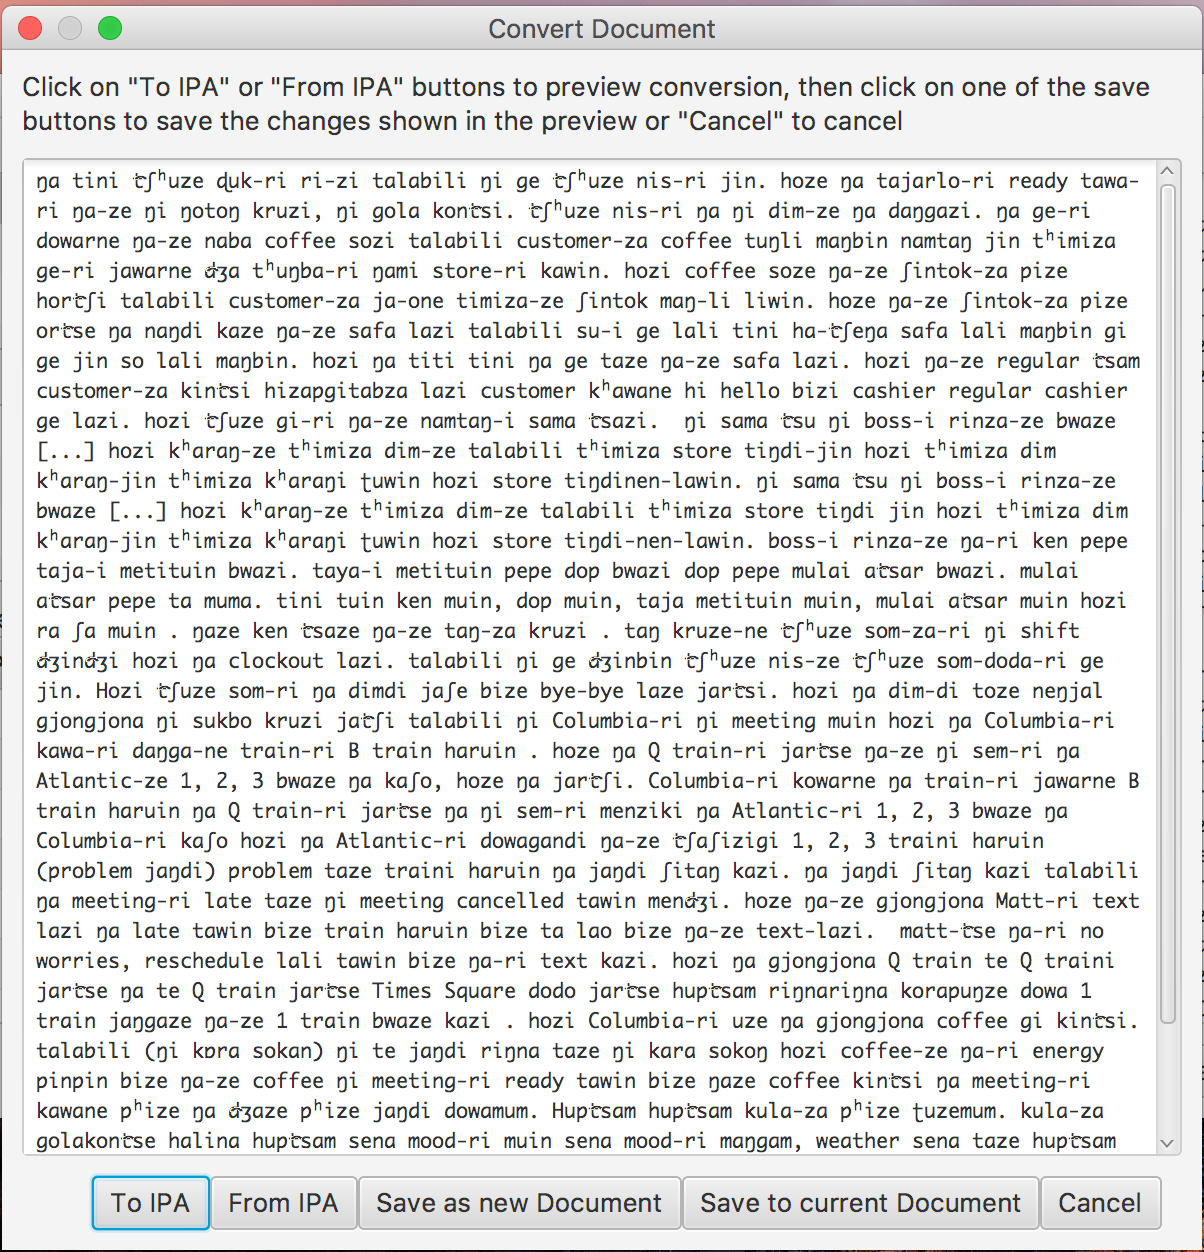 Convert Document
Click on "To IPA" or "From IPA" buttons to preview conversion, then click on one of the save
buttons to save the changes shown in the preview or "Cancel" to cancel
ŋa tini t͡ʃʰuze ɖuk-ri ri-zi talabili ŋi ge t͡ʃʰuze nis-ri jin. hoze ŋa tajarlo-ri ready tawa-
ri ŋa-ze ŋi ŋotoŋ kruzi, ŋi gola kont͡si. t͡ʃʰuze nis-ri ŋa ŋi dim-ze ŋa daŋgazi. ŋa ge-ri
dowarne ŋa-ze naba coffee sozi talabili customer-za coffee tuŋli maŋbin namtaŋ jin tʰimiza
ge-ri jawarne d͡ʒa tʰuŋba-ri ŋami store-ri kawin. hozi coffee soze ŋa-ze ʃintok-za pize
hort͡ʃi talabili customer-za ja-one timiza-ze ʃintok maŋ-li liwin. hoze ŋa-ze ʃintok-za pize
ort͡se ŋa naŋdi kaze ŋa-ze safa lazi talabili su-i ge lali tini ha-t͡ʃeŋa safa lali maŋbin gi
ge jin so lali maŋbin. hozi ŋa titi tini ŋa ge taze ŋa-ze safa lazi. hozi ŋa-ze regular t͡sam
customer-za kint͡si hizapgitabza lazi customer kʰawane hi hello bizi cashier regular cashier
ge lazi. hozi t͡ʃuze gi-ri ŋa-ze namtaŋ-i sama t͡sazi.  ŋi sama t͡su ŋi boss-i rinza-ze bwaze
[...] hozi kʰaraŋ-ze tʰimiza dim-ze talabili tʰimiza store tiŋdi-jin hozi tʰimiza dim
kʰaraŋ-jin tʰimiza kʰaraŋi ʈuwin hozi store tiŋdinen-lawin. ŋi sama t͡su ŋi boss-i rinza-ze
bwaze [...] hozi kʰaraŋ-ze tʰimiza dim-ze talabili tʰimiza store tiŋdi jin hozi tʰimiza dim
kʰaraŋ-jin tʰimiza kʰaraŋi ʈuwin hozi store tiŋdi-nen-lawin. boss-i rinza-ze ŋa-ri ken pepe
taja-i metituin bwazi. taya-i metituin pepe dop bwazi dop pepe mulai at͡sar bwazi. mulai
at͡sar pepe ta muma. tini tuin ken muin, dop muin, taja metituin muin, mulai at͡sar muin hozi
ra ʃa muin . ŋaze ken t͡saze ŋa-ze taŋ-za kruzi . taŋ kruze-ne t͡ʃʰuze som-za-ri ŋi shift
d͡ʒind͡ʒi hozi ŋa clockout lazi. talabili ŋi ge d͡ʒinbin t͡ʃʰuze nis-ze t͡ʃʰuze som-doda-ri ge
jin. Hozi t͡ʃuze som-ri ŋa dimdi jaʃe bize bye-bye laze jart͡si. hozi ŋa dim-di toze neŋjal
gjongjona ŋi sukbo kruzi jat͡ʃi talabili ŋi Columbia-ri ŋi meeting muin hozi ŋa Columbia-ri
kawa-ri daŋga-ne train-ri B train haruin . hoze ŋa Q train-ri jart͡se ŋa-ze ŋi sem-ri ŋa
Atlantic-ze 1, 2, 3 bwaze ŋa kaʃo, hoze ŋa jart͡ʃi. Columbia-ri kowarne ŋa train-ri jawarne B
train haruin ŋa Q train-ri jart͡se ŋa ŋi sem-ri menziki ŋa Atlantic-ri 1, 2, 3 bwaze ŋa
Columbia-ri kaʃo hozi ŋa Atlantic-ri dowagandi ŋa-ze t͡ʃaʃizigi 1, 2, 3 traini haruin
(problem jaŋdi) problem taze traini haruin ŋa jaŋdi ʃitaŋ kazi. ŋa jaŋdi ʃitaŋ kazi talabili
ŋa meeting-ri late taze ŋi meeting cancelled tawin mend͡ʒi. hoze ŋa-ze gjongjona Matt-ri text
lazi ŋa late tawin bize train haruin bize ta lao bize ŋa-ze text-lazi.  matt-t͡se ŋa-ri no
worries, reschedule lali tawin bize ŋa-ri text kazi. hozi ŋa gjongjona Q train te Q traini
jart͡se ŋa te Q train jart͡se Times Square dodo jart͡se hupt͡sam riŋnariŋna korapuŋze dowa 1
train jaŋgaze ŋa-ze 1 train bwaze kazi . hozi Columbia-ri uze ŋa gjongjona coffee gi kint͡si.
talabili (ŋi kɒra sokan) ŋi te jaŋdi riŋna taze ŋi kara sokoŋ hozi coffee-ze ŋa-ri energy
pinpin bize ŋa-ze coffee ŋi meeting-ri ready tawin bize ŋaze coffee kint͡si ŋa meeting-ri
kawane pʰize ŋa d͡ʒaze pʰize jaŋdi dowamum. Hupt͡sam hupt͡sam kula-za pʰize ʈuzemum. kula-za
golakont͡se halina hupt͡sam sena mood-ri muin sena mood-ri maŋgam, weather sena taze hupt͡sam
To IPA
From IPA
Save as new Document
Save to current Document
Cancel